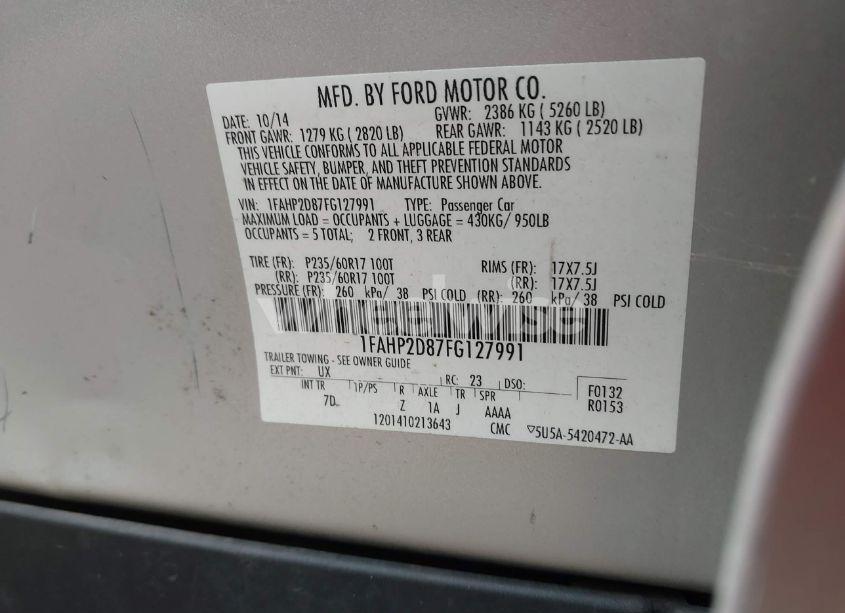 MFD. BY FORD MOTOR CO.
DATE: 10/14 GVWR: 2386 KG ( 5260 LB)
FRONT GAWR: 1279 KG ( 2820 LB) REAR GAWR: 1143 KG ( 2520 LB)
THIS VEHICLE CONFORMS TO ALL APPLICABLE FEDERAL MOTOR
VEHICLE SAFETY, BUMPER, AND THEFT PREVENTION STANDARDS
IN EFFECT ON THE DATE OF MANUFACTURE SHOWN ABOVE.
VIN: 1FAHP2D87FG127991 TYPE: Passenger Car
MAXIMUM LOAD = OCCUPANTS + LUGGAGE = 430KG/ 950LB
OCCUPANTS = 5 TOTAL; 2 FRONT, 3 REAR
TIRE (FR): P235/60R17 100T RIMS (FR): 17X7.5J
(RR): P235/60R17 100T (RR): 17X7.5J
PRESSURE (FR): 260 kPa/ 38 PSI COLD (RR): 260 kPa/ 38 PSI COLD
1FAHP2D87FG127991
TRAILER TOWING - SEE OWNER GUIDE
EXT PNT: UX RC: 23 DSO:
INT TR 1P/PS R AXLE TR SPR F0132
7D Z 1A J AAAA R0153
1201410213643 CMC ▽5U5A-5420472-AA